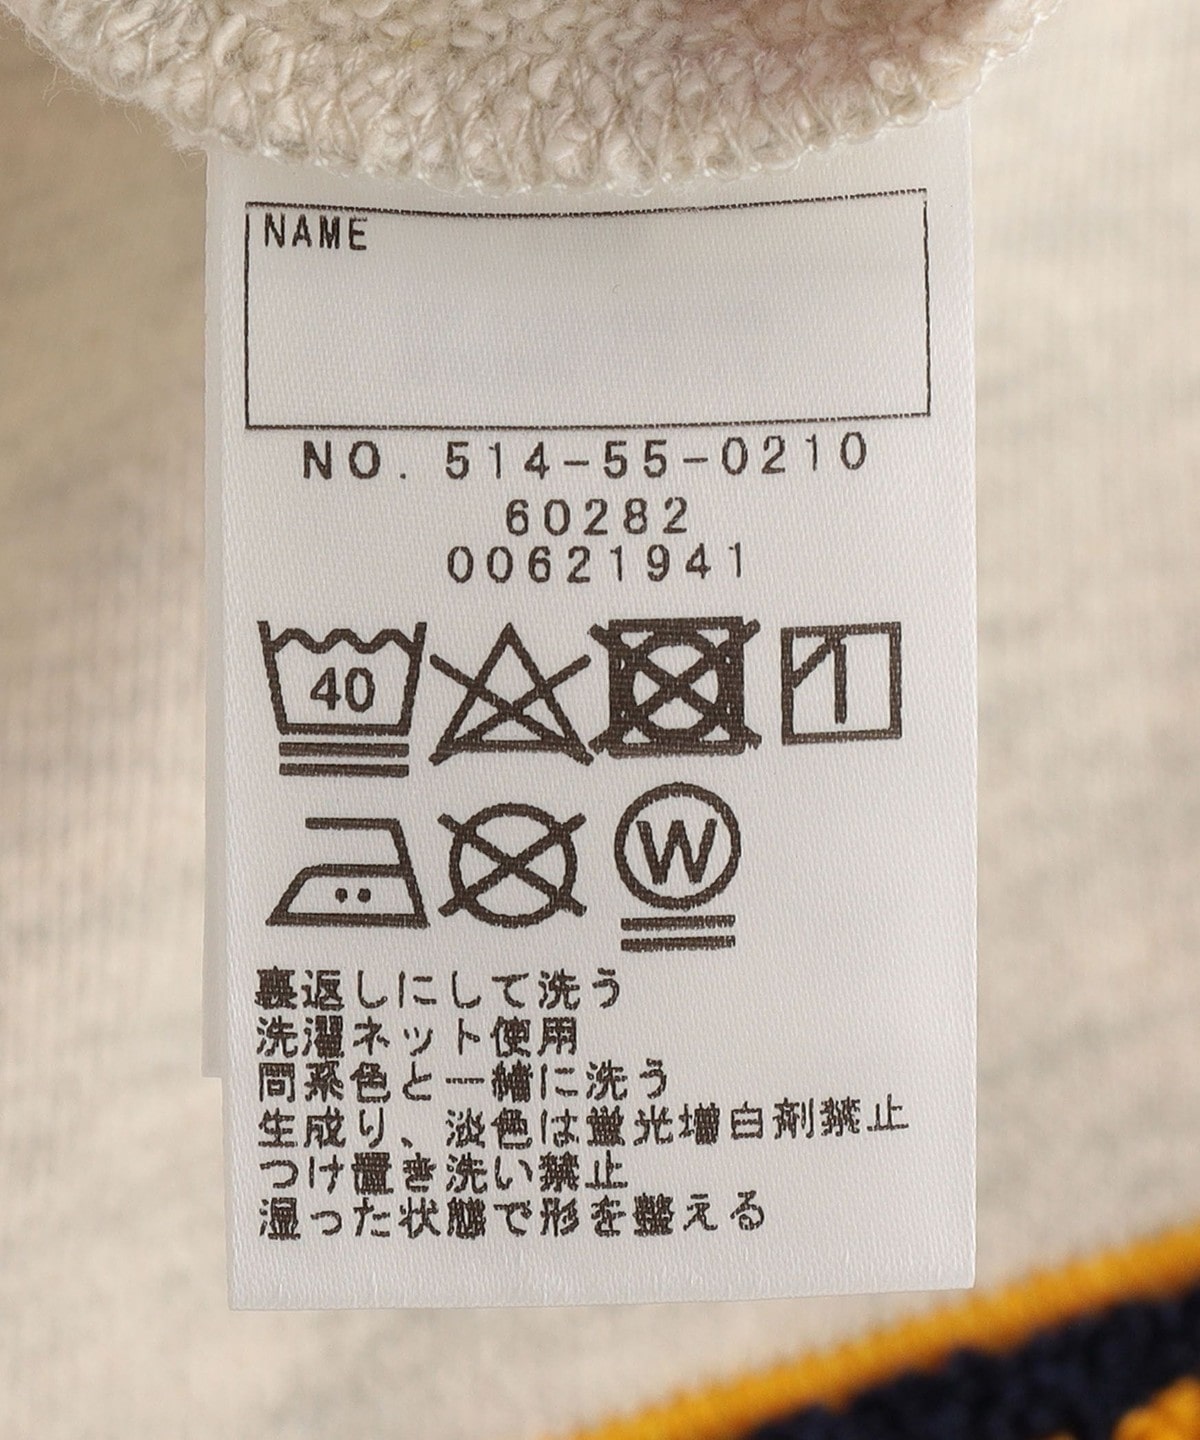 NAME
NO. 514-55-0210
60282
00621941
40
W
裏返しにして洗う
洗濯ネット使用
同系色と一緒に洗う
生成り、淡色は蛍光増白剤禁止
つけ置き洗い禁止
湿った状態で形を整える